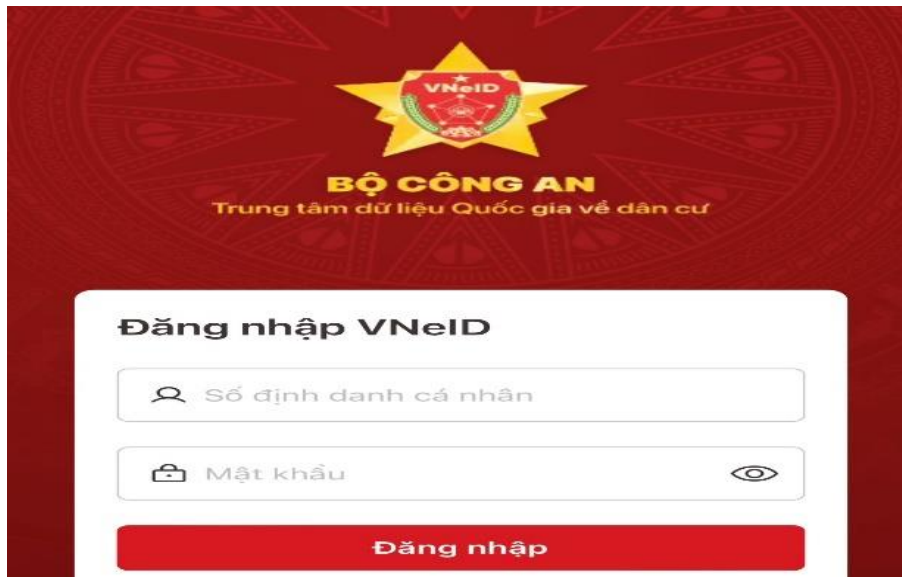 VNeID
BỘ CÔNG AN
Trung tâm dữ liệu Quốc gia về dân cư
Đăng nhập VNeID
Số định danh cá nhân
Mật khẩu
Đăng nhập